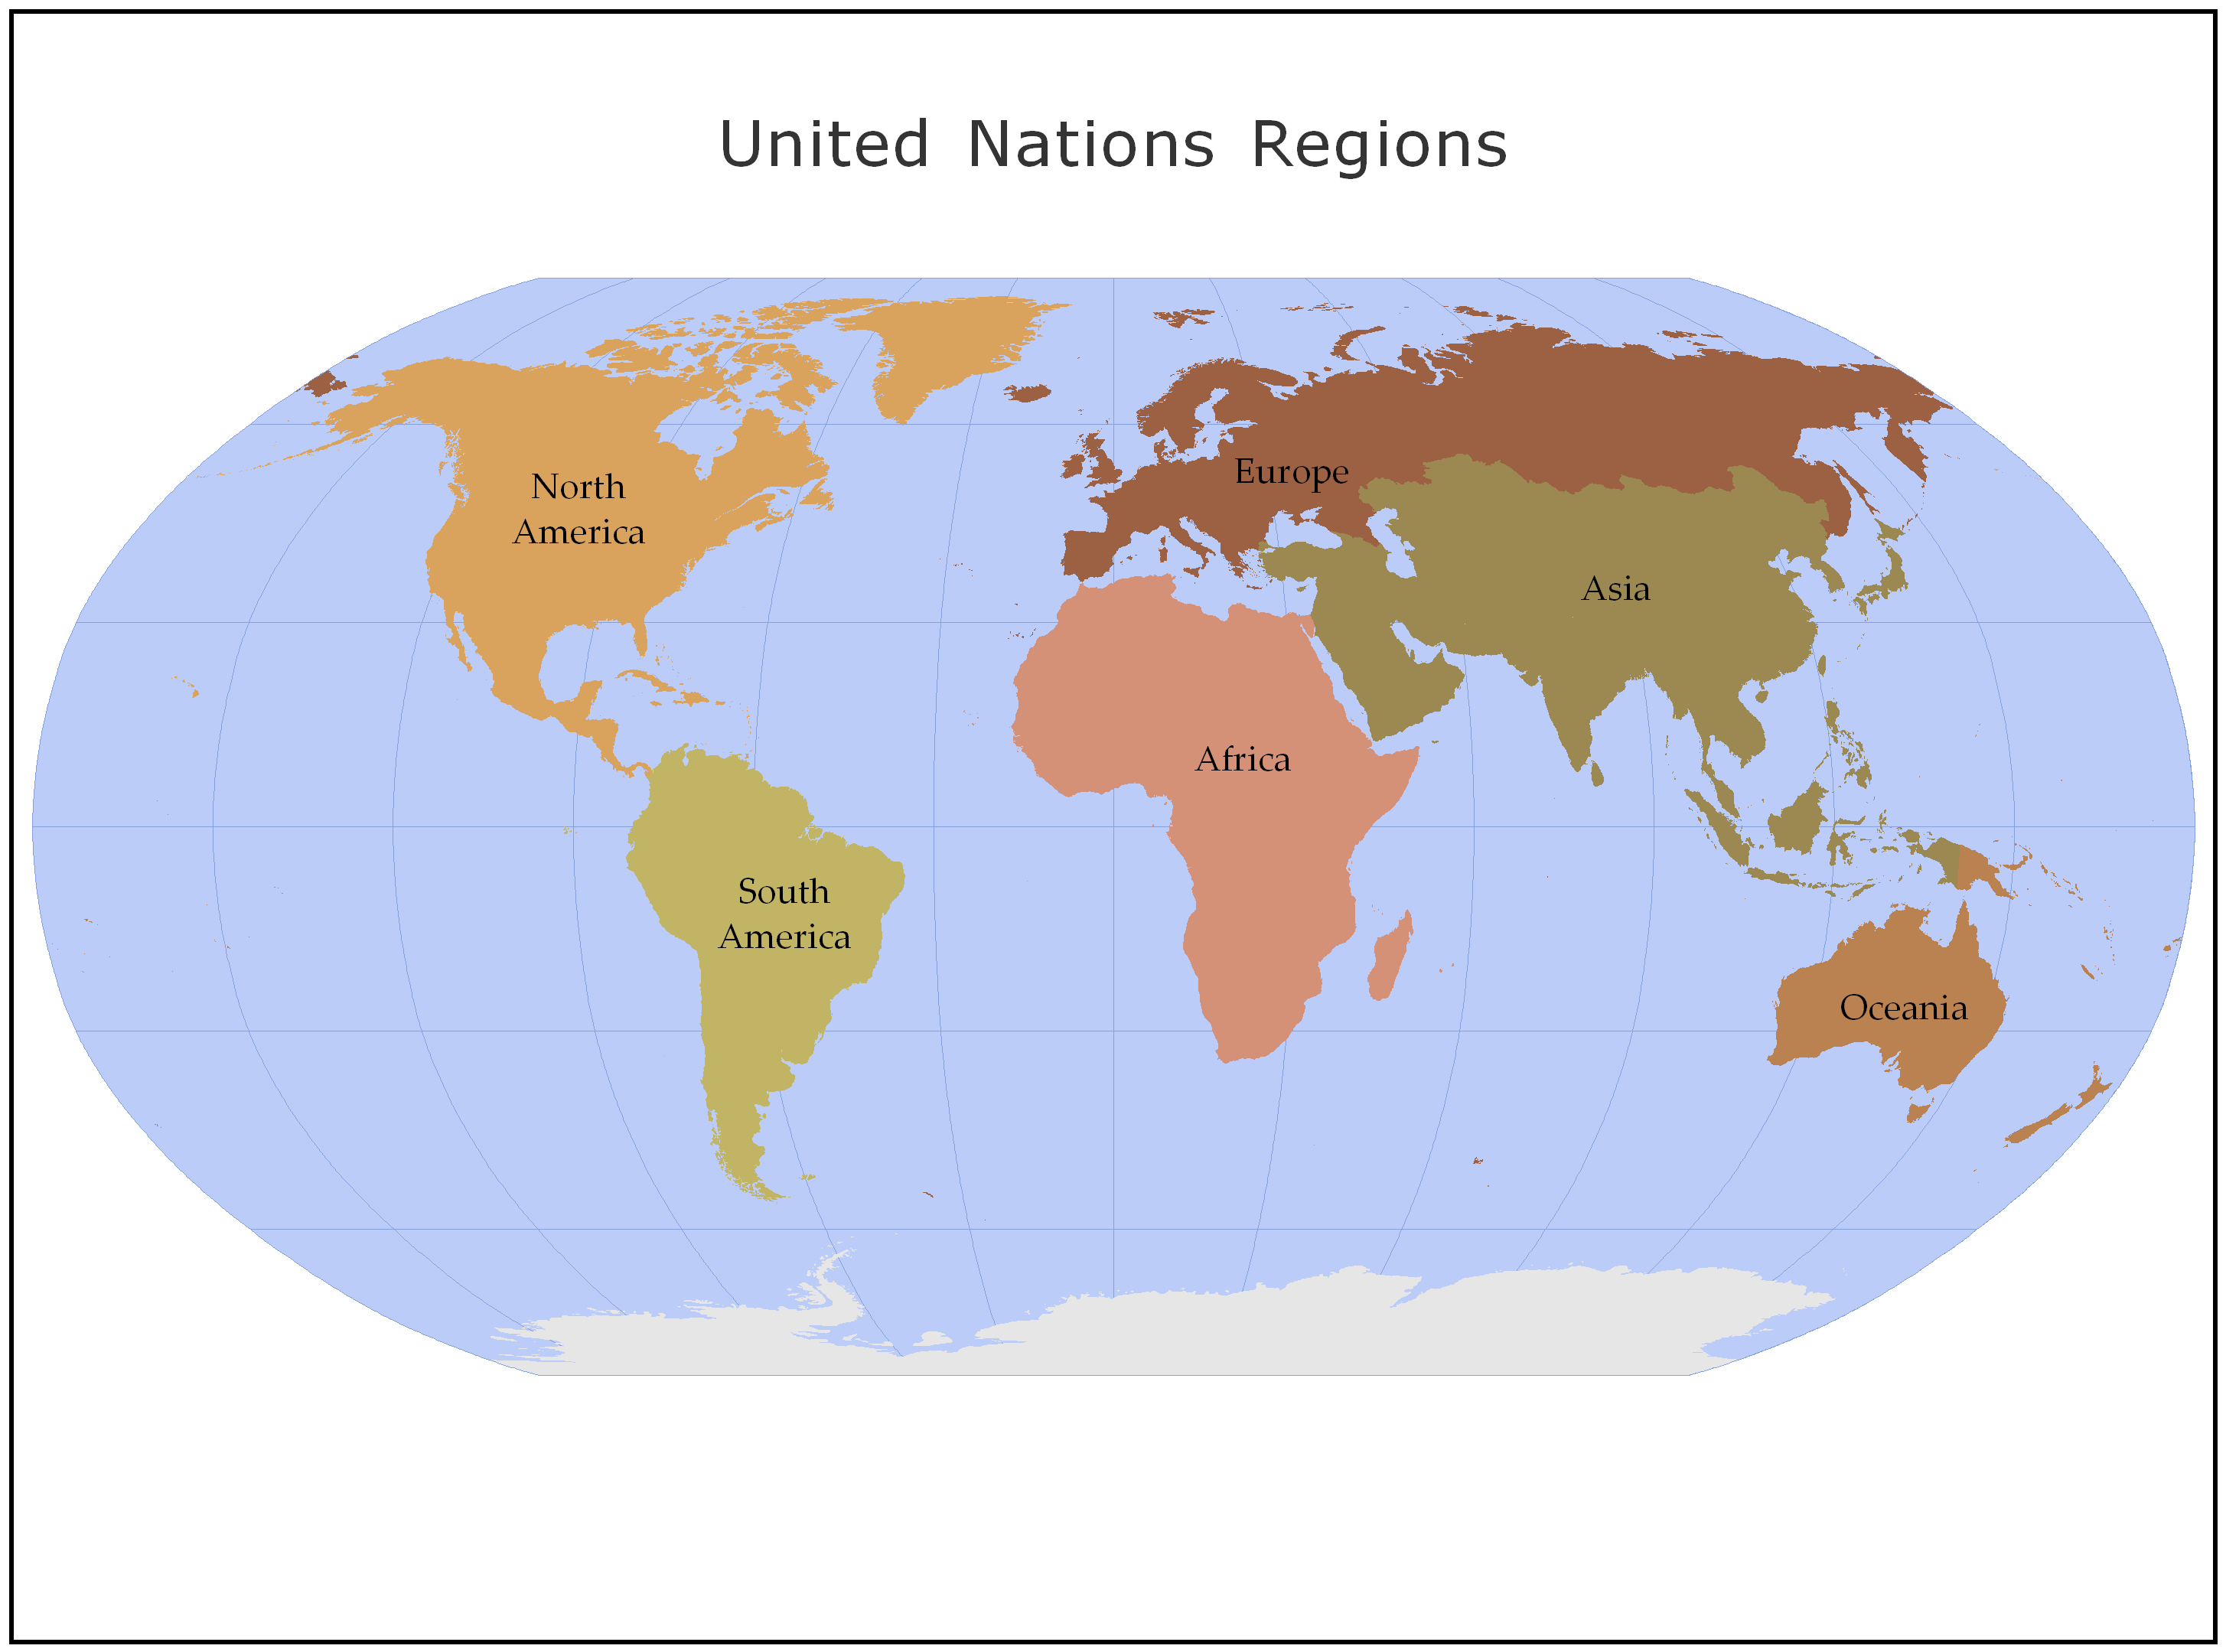 United Nations Regions
North
America
Europe
Asia
Africa
South
America
Oceania